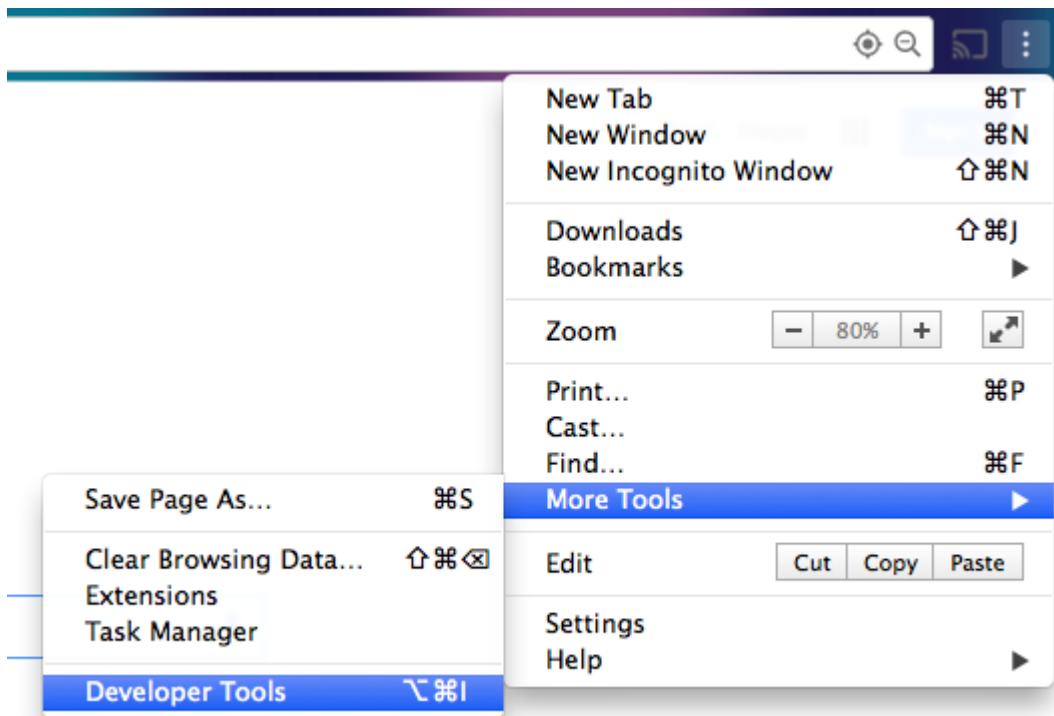 New Tab ⌘T
New Window ⌘N
New Incognito Window ⇧⌘N
Downloads ⇧⌘J
Bookmarks ▶
Zoom − 80% +
Print... ⌘P
Cast...
Find... ⌘F
More Tools ▶
Edit Cut Copy Paste
Settings
Help ▶
Save Page As... ⌘S
Clear Browsing Data... ⇧⌘⌫
Extensions
Task Manager
Developer Tools ⌥⌘I